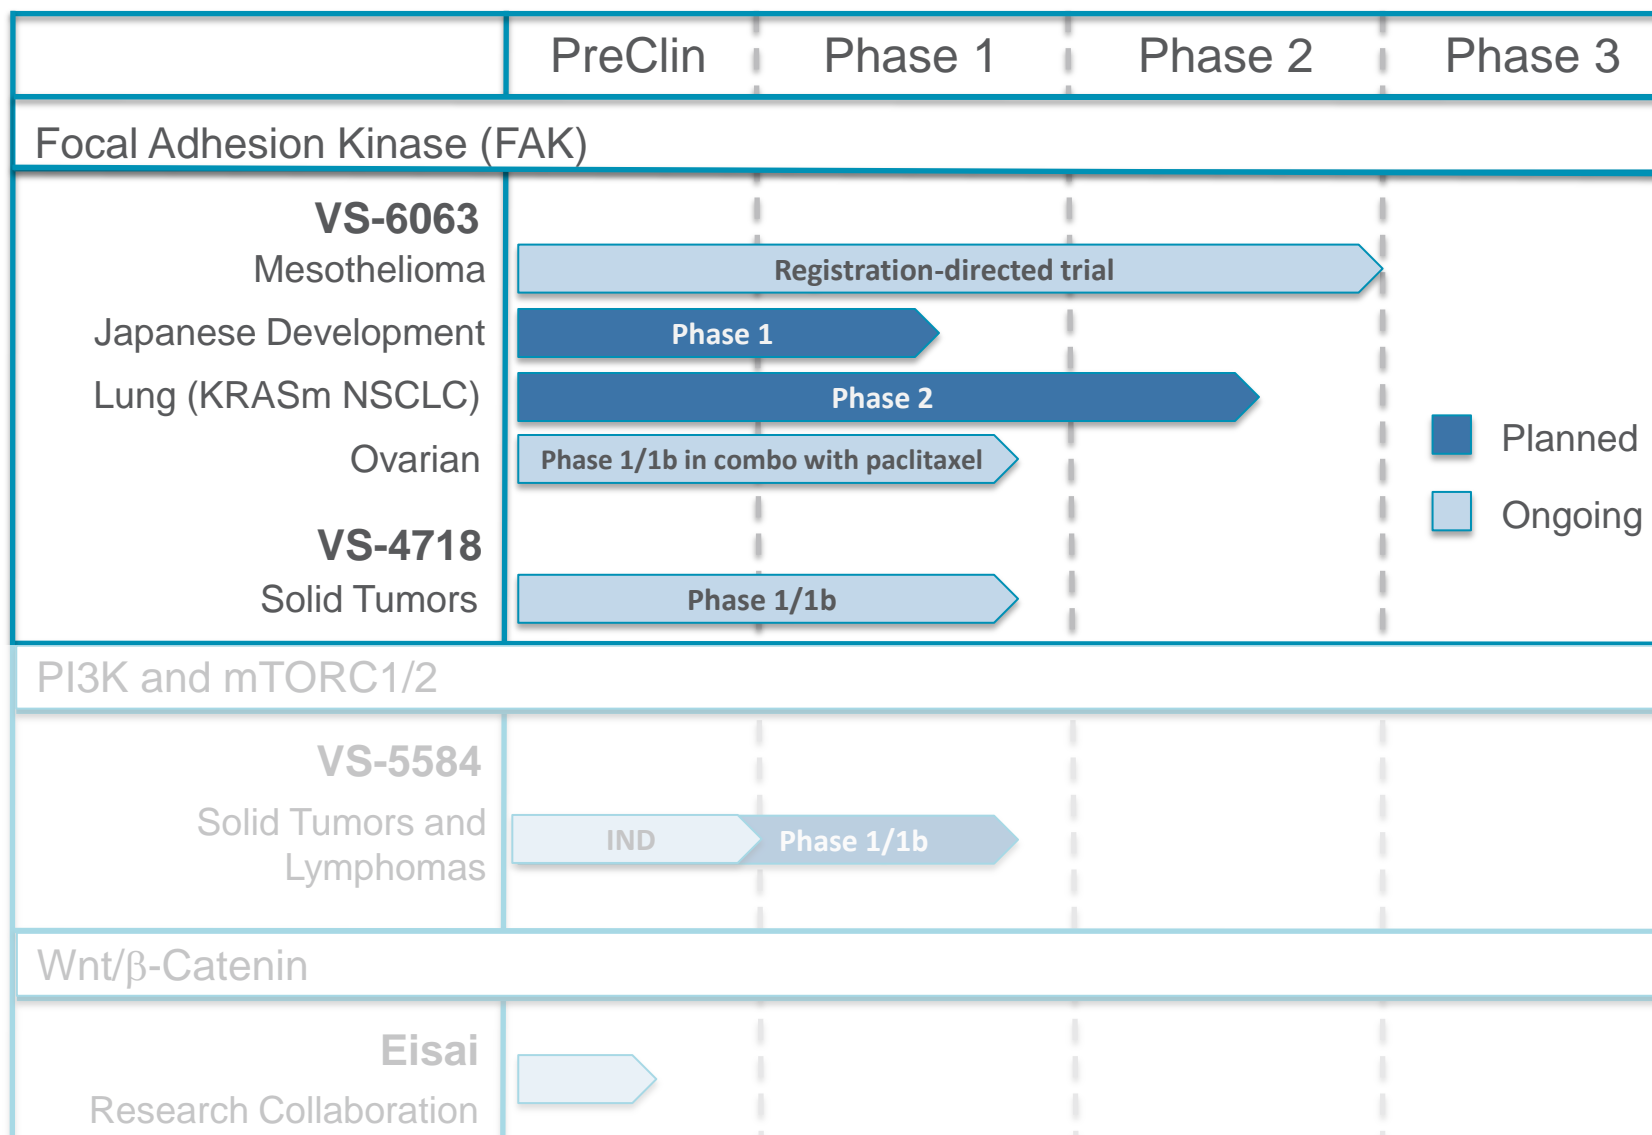 PreClin Phase 1 Phase 2 Phase 3
Focal Adhesion Kinase (FAK)
VS-6063
Mesothelioma Registration-directed trial
Japanese Development Phase 1
Lung (KRASm NSCLC) Phase 2
Planned
Ovarian Phase 1/1b in combo with paclitaxel
Ongoing
VS-4718
Solid Tumors Phase 1/1b
PI3K and mTORC1/2
VS-5584
Solid Tumors and
Lymphomas
IND Phase 1/1b
Wnt/β-Catenin
Eisai
Research Collaboration